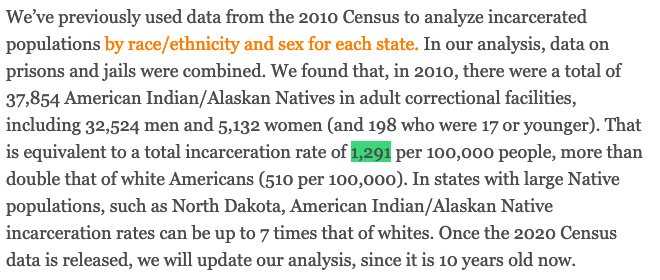 We’ve previously used data from the 2010 Census to analyze incarcerated
populations by race/ethnicity and sex for each state. In our analysis, data on
prisons and jails were combined. We found that, in 2010, there were a total of
37,854 American Indian/Alaskan Natives in adult correctional facilities,
including 32,524 men and 5,132 women (and 198 who were 17 or younger). That
is equivalent to a total incarceration rate of 1,291 per 100,000 people, more than
double that of white Americans (510 per 100,000). In states with large Native
populations, such as North Dakota, American Indian/Alaskan Native
incarceration rates can be up to 7 times that of whites. Once the 2020 Census
data is released, we will update our analysis, since it is 10 years old now.